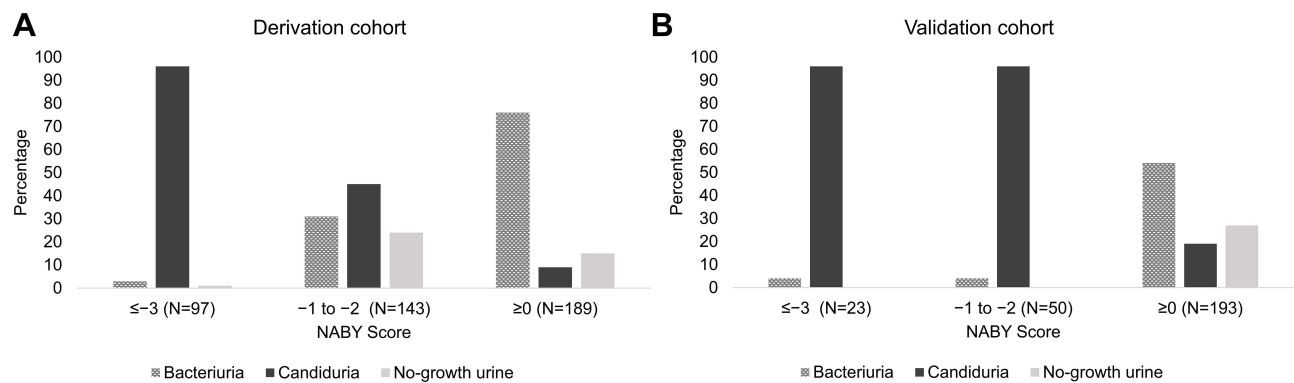 A
Derivation cohort
Percentage
100
90
80
70
60
50
40
30
20
10
0
≤−3 (N=97)
−1 to −2 (N=143)
≥0 (N=189)
NABY Score
Bacteriuria
Candiduria
No-growth urine
B
Validation cohort
Percentage
100
90
80
70
60
50
40
30
20
10
0
≤−3 (N=23)
−1 to −2 (N=50)
≥0 (N=193)
NABY Score
Bacteriuria
Candiduria
No-growth urine